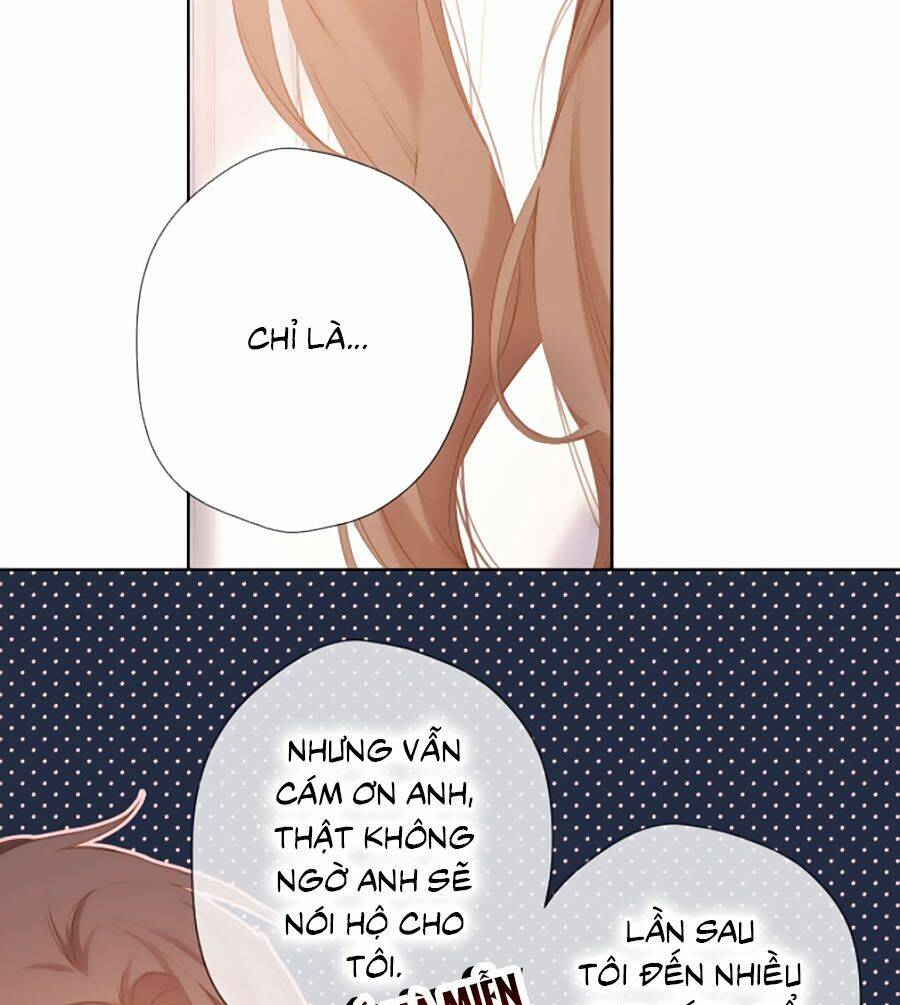 CHỈ LÀ...
NHƯNG VẪN
CÁM ƠN ANH,
THẬT KHÔNG
NGỜ ANH SẼ
NÓI HỘ CHO
TÔI.
LẦN SAU
TÔI ĐẾN NHIỀU
MIỄN